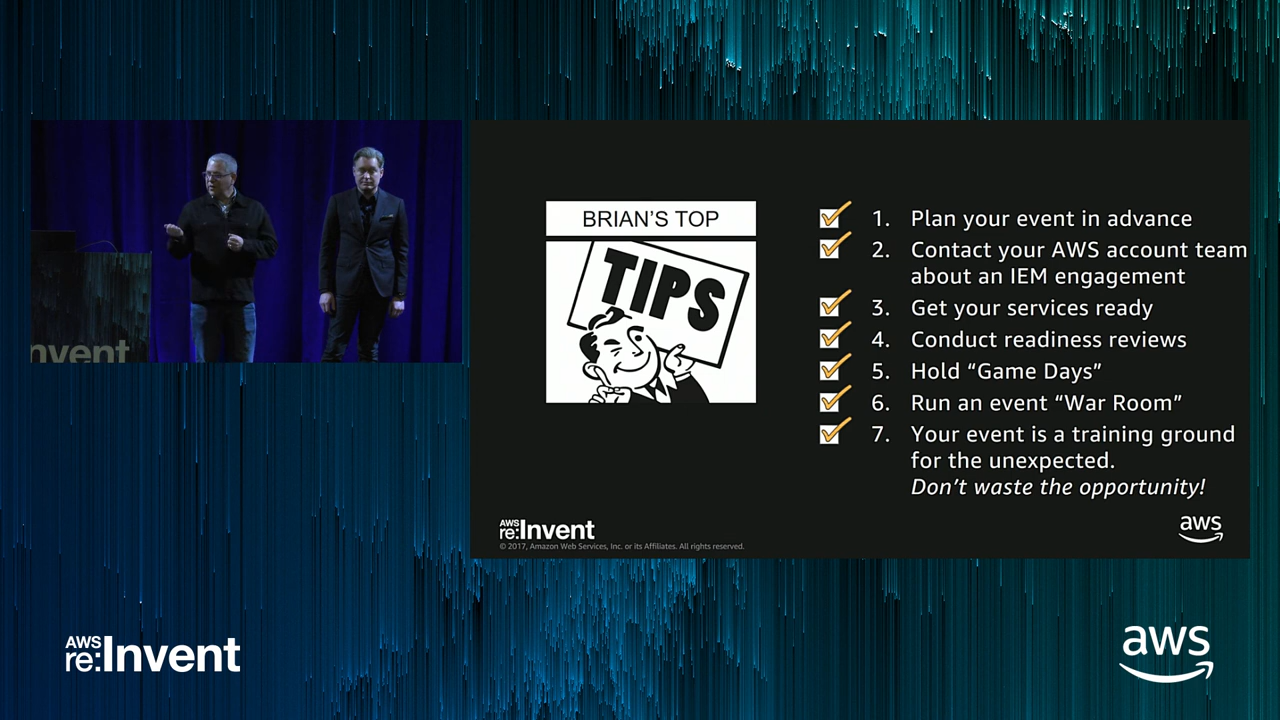 BRIAN'S TOP
TIPS
1. Plan your event in advance
2. Contact your AWS account team
about an IEM engagement
3. Get your services ready
4. Conduct readiness reviews
5. Hold “Game Days”
6. Run an event “War Room”
7. Your event is a training ground
for the unexpected.
Don’t waste the opportunity!
nvent
AWS
re:Invent
© 2017, Amazon Web Services, Inc. or its Affiliates. All rights reserved.
aws
AWS
re:Invent
aws